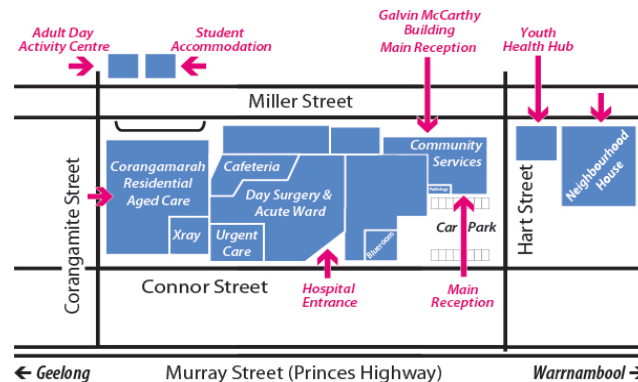 Adult Day
Activity Centre
Student
Accommodation
Galvin McCarthy
Building
Main Reception
Youth
Health Hub
Miller Street
Corangamite Street
Corangamarah
Residential
Aged Care
Xray
Cafeteria
Day Surgery &
Acute Ward
Urgent
Care
Blueroom
Community
Services
Pathology
Car Park
Hart Street
Neighbourhood
House
Connor Street
Hospital
Entrance
Main
Reception
← Geelong
Murray Street (Princes Highway)
Warrnambool →